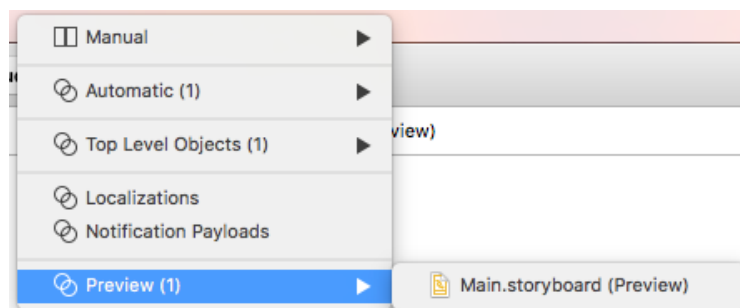 Manual
Automatic (1)
Top Level Objects (1)
view)
Localizations
Notification Payloads
Preview (1)
Main.storyboard (Preview)